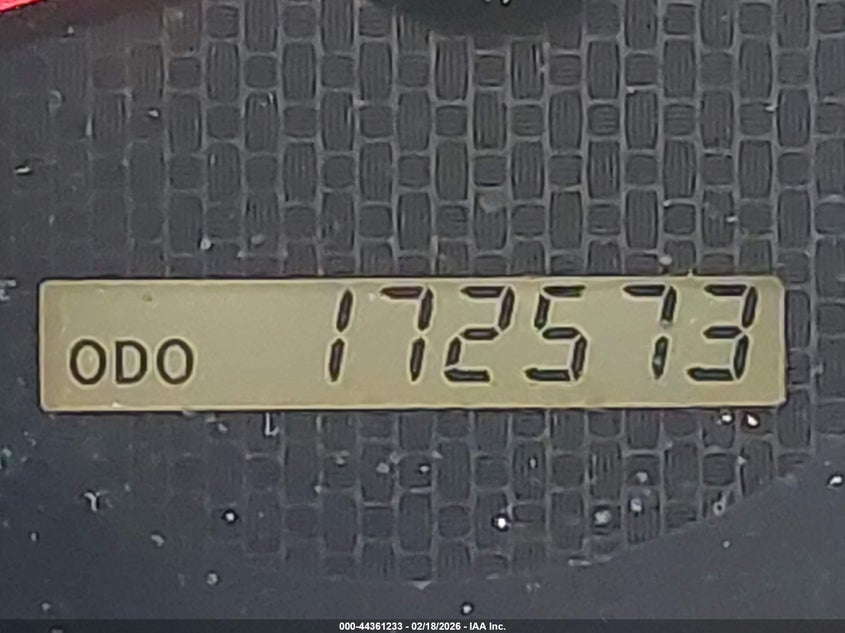 ODO 172573
000-44361233 - 02/18/2026 - IAA Inc.